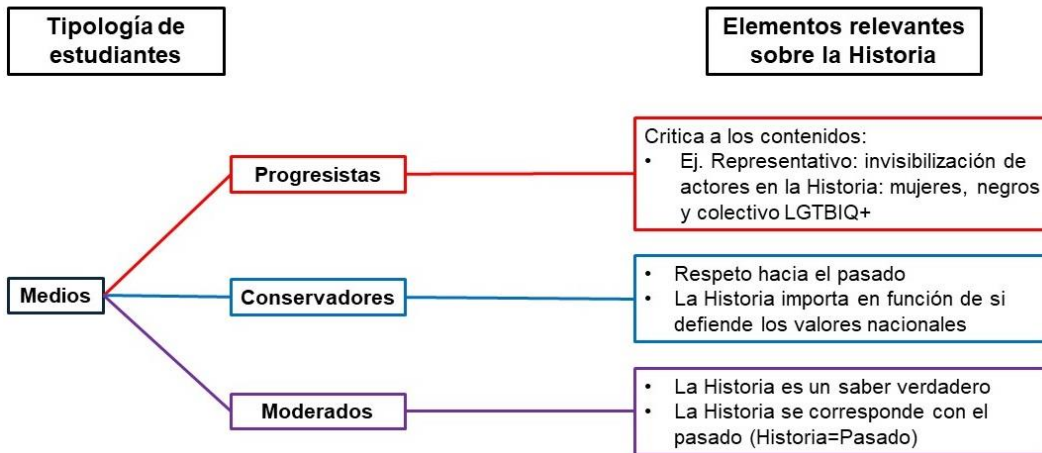 Tipología de
estudiantes
Elementos relevantes
sobre la Historia
Medios
Progresistas
Critica a los contenidos:
• Ej. Representativo: invisibilización de
actores en la Historia: mujeres, negros
y colectivo LGTBIQ+
Conservadores
• Respeto hacia el pasado
• La Historia importa en función de si
defiende los valores nacionales
Moderados
• La Historia es un saber verdadero
• La Historia se corresponde con el
pasado (Historia=Pasado)